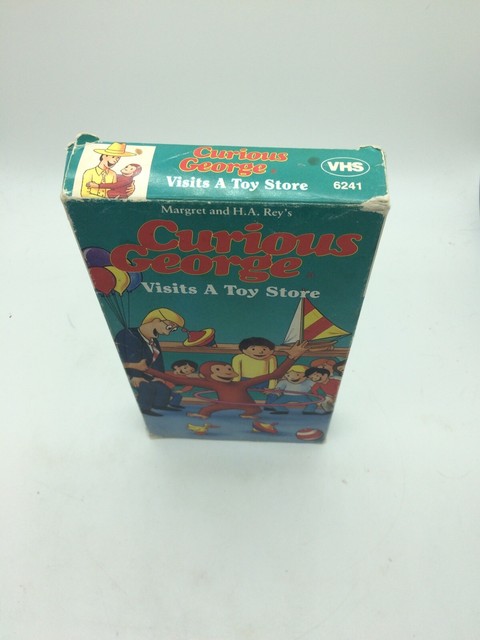 Curious
George®
Visits A Toy Store
VHS
6241
Margret and H.A. Rey's
Curious
George®
Visits A Toy Store